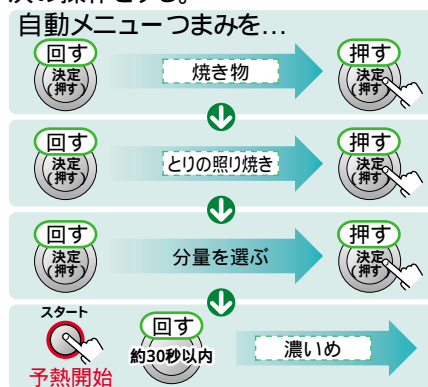 自動メニューつまみを…
回す
決定
(押す)
焼き物
押す
決定
(押す)
回す
決定
(押す)
とりの照り焼き
押す
決定
(押す)
回す
決定
(押す)
分量を選ぶ
押す
決定
(押す)
スタート
予熱開始
回す
約30秒以内
濃いめ